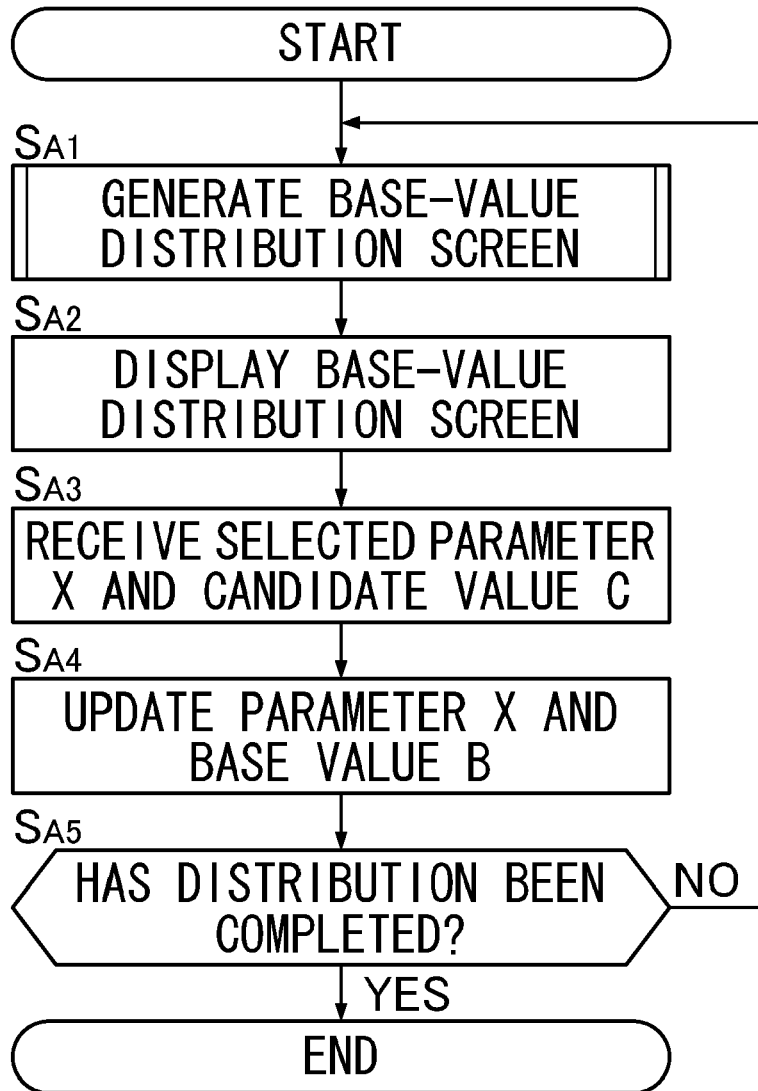 START
SA1
GENERATE BASE-VALUE
DISTRIBUTION SCREEN
SA2
DISPLAY BASE-VALUE
DISTRIBUTION SCREEN
SA3
RECEIVE SELECTED PARAMETER
X AND CANDIDATE VALUE C
SA4
UPDATE PARAMETER X AND
BASE VALUE B
SA5
HAS DISTRIBUTION BEEN
COMPLETED?
NO
YES
END